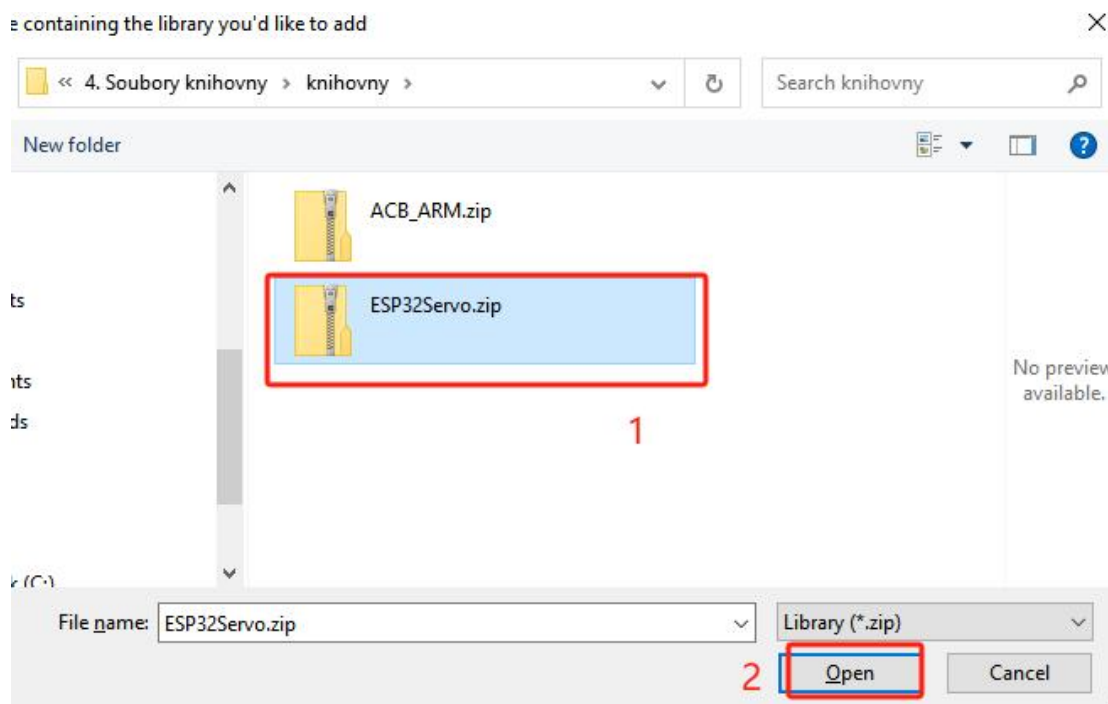 e containing the library you'd like to add
« 4. Soubory knihovny › knihovny ›
Search knihovny
New folder
ACB_ARM.zip
ESP32Servo.zip
1
ts
nts
ds
No preview
available.
(C:)
File name: ESP32Servo.zip
Library (*.zip)
2 Open
Cancel